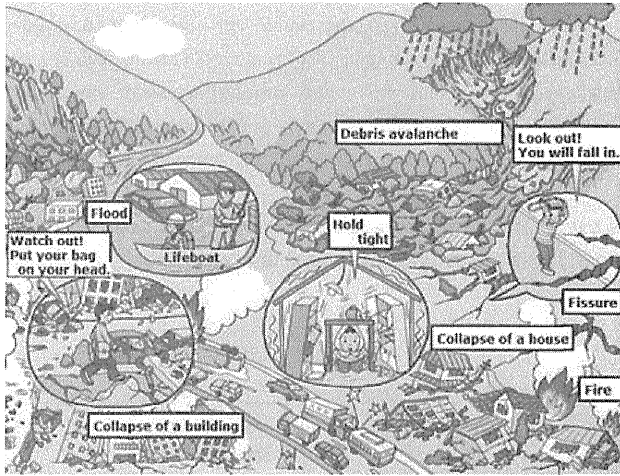 Debris avalanche
Look out!
You will fall in.
Flood
Hold
tight
Watch out!
Put your bag
on your head.
Lifeboat
Fissure
Collapse of a house
Fire
Collapse of a building